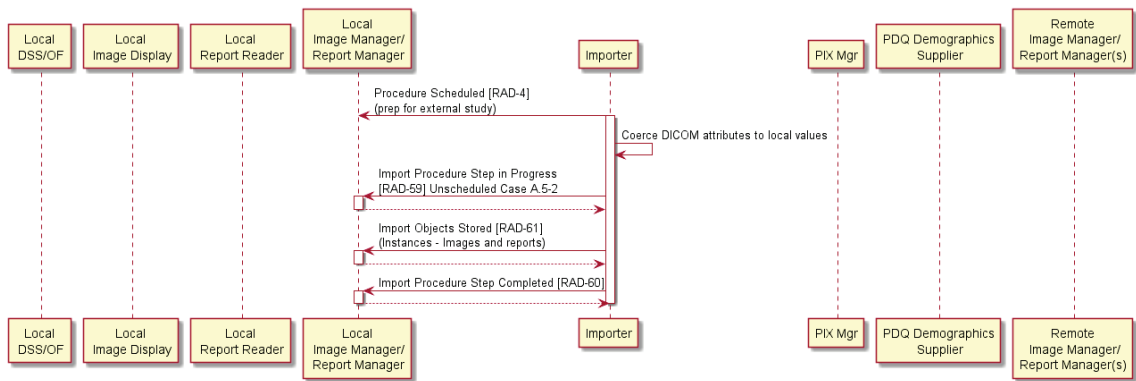 Local
DSS/OF
Local
Image Display
Local
Report Reader
Local
Image Manager/
Report Manager
Importer
PIX Mgr
PDQ Demographics
Supplier
Remote
Image Manager/
Report Manager(s)
Procedure Scheduled [RAD-4]
(prep for external study)
Coerce DICOM attributes to local values
Import Procedure Step in Progress
[RAD-59] Unscheduled Case A.5-2
Import Objects Stored [RAD-61]
(Instances - Images and reports)
Import Procedure Step Completed [RAD-60]
Local
DSS/OF
Local
Image Display
Local
Report Reader
Local
Image Manager/
Report Manager
Importer
PIX Mgr
PDQ Demographics
Supplier
Remote
Image Manager/
Report Manager(s)